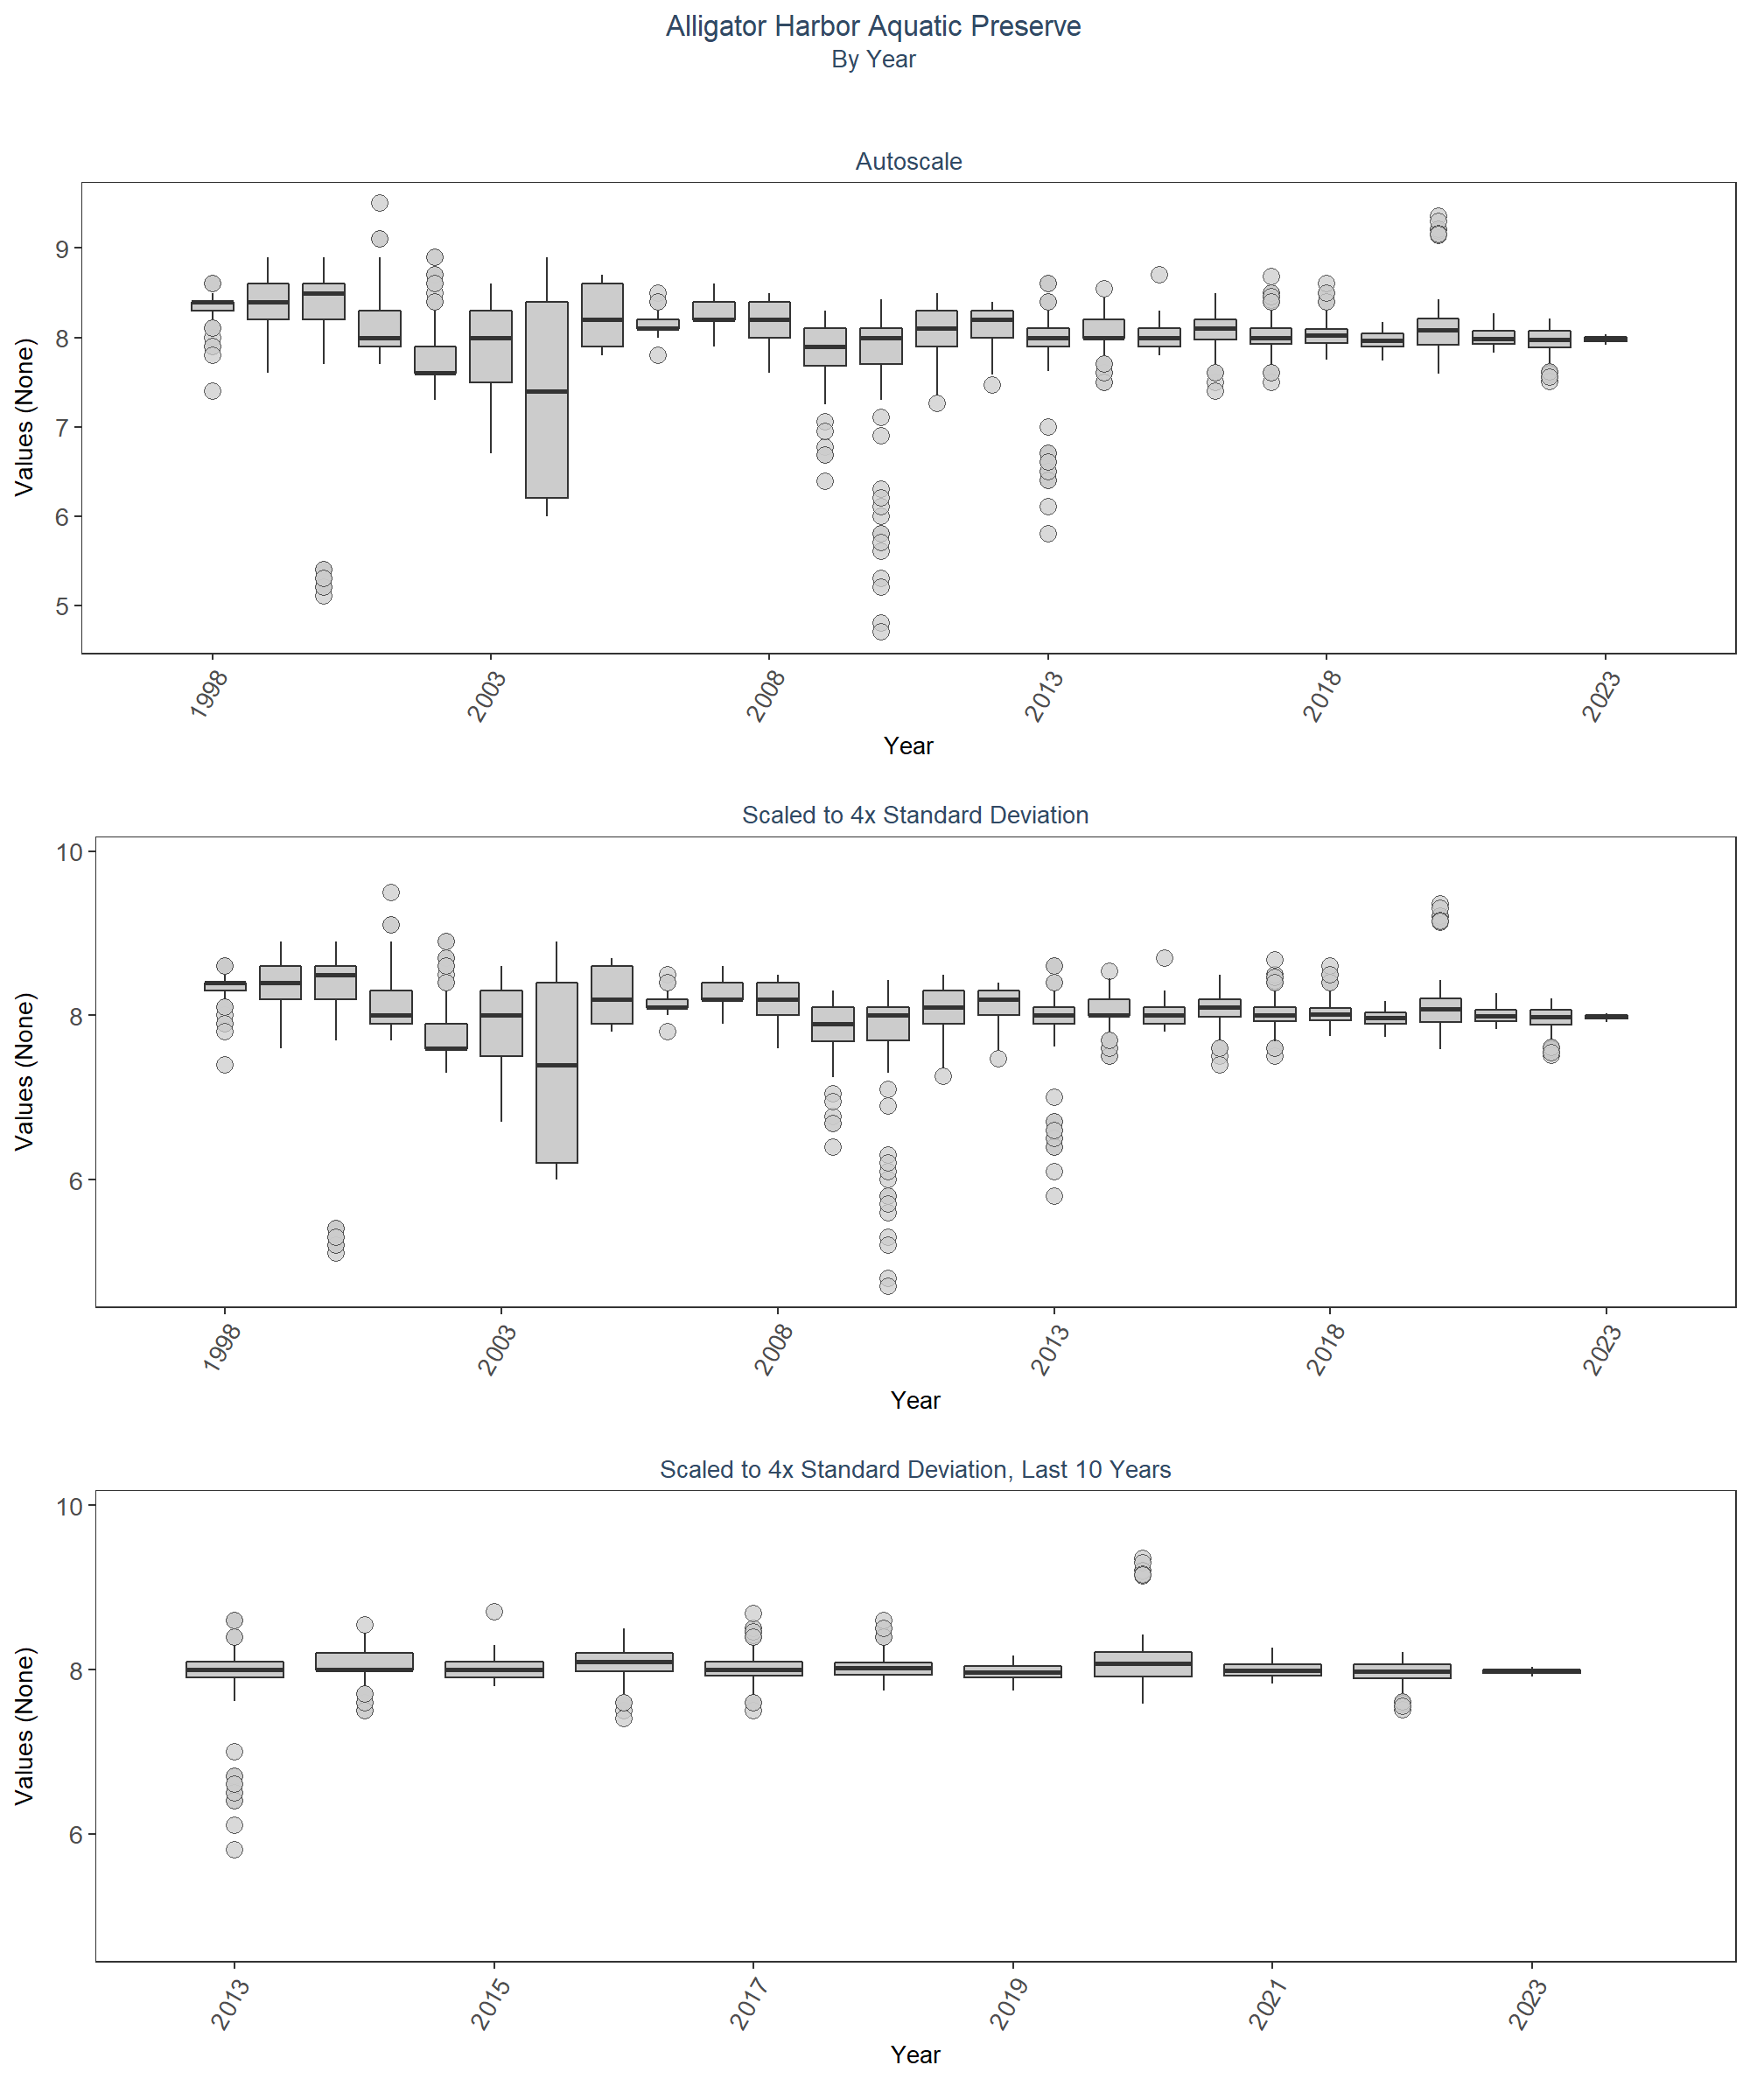 Alligator Harbor Aquatic Preserve
By Year
Autoscale
Values (None)
9
8
7
6
5
1998 2003 2008 2013 2018 2023
Year
Scaled to 4x Standard Deviation
Values (None)
10
8
6
1998 2003 2008 2013 2018 2023
Year
Scaled to 4x Standard Deviation, Last 10 Years
Values (None)
10
8
6
2013 2015 2017 2019 2021 2023
Year